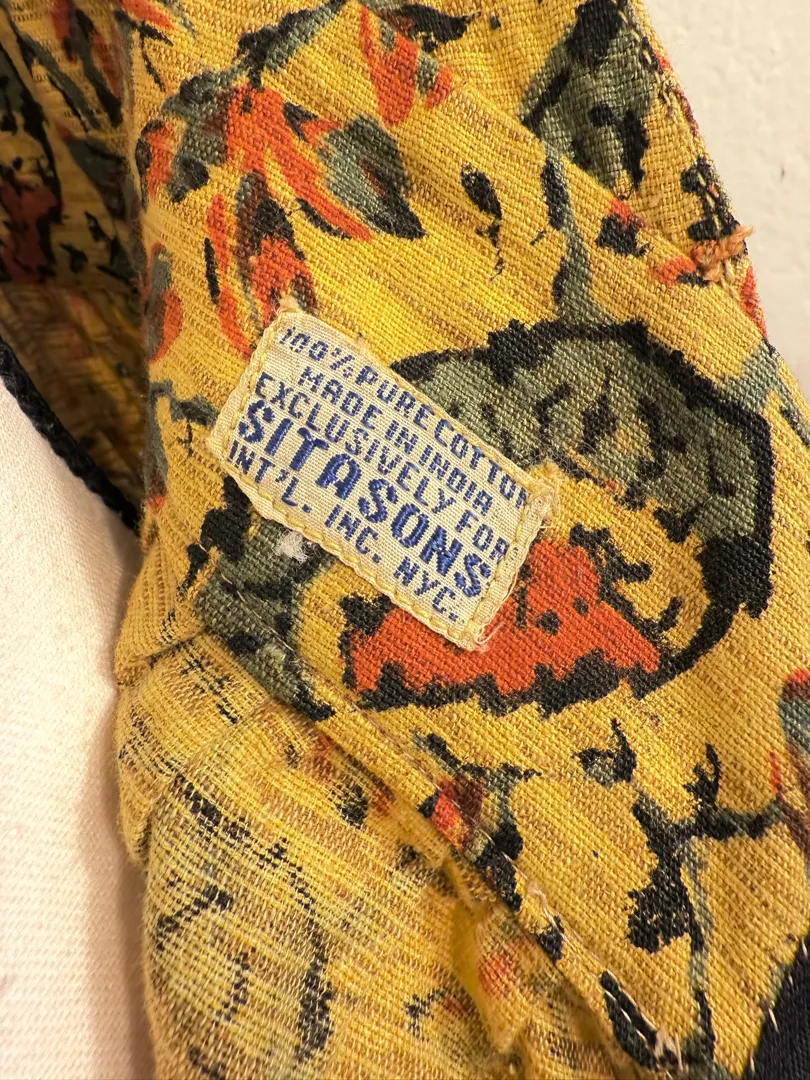 100% PURE COTTON
MADE IN INDIA
EXCLUSIVELY FOR
SITASONS
INT'L. INC. NYC.